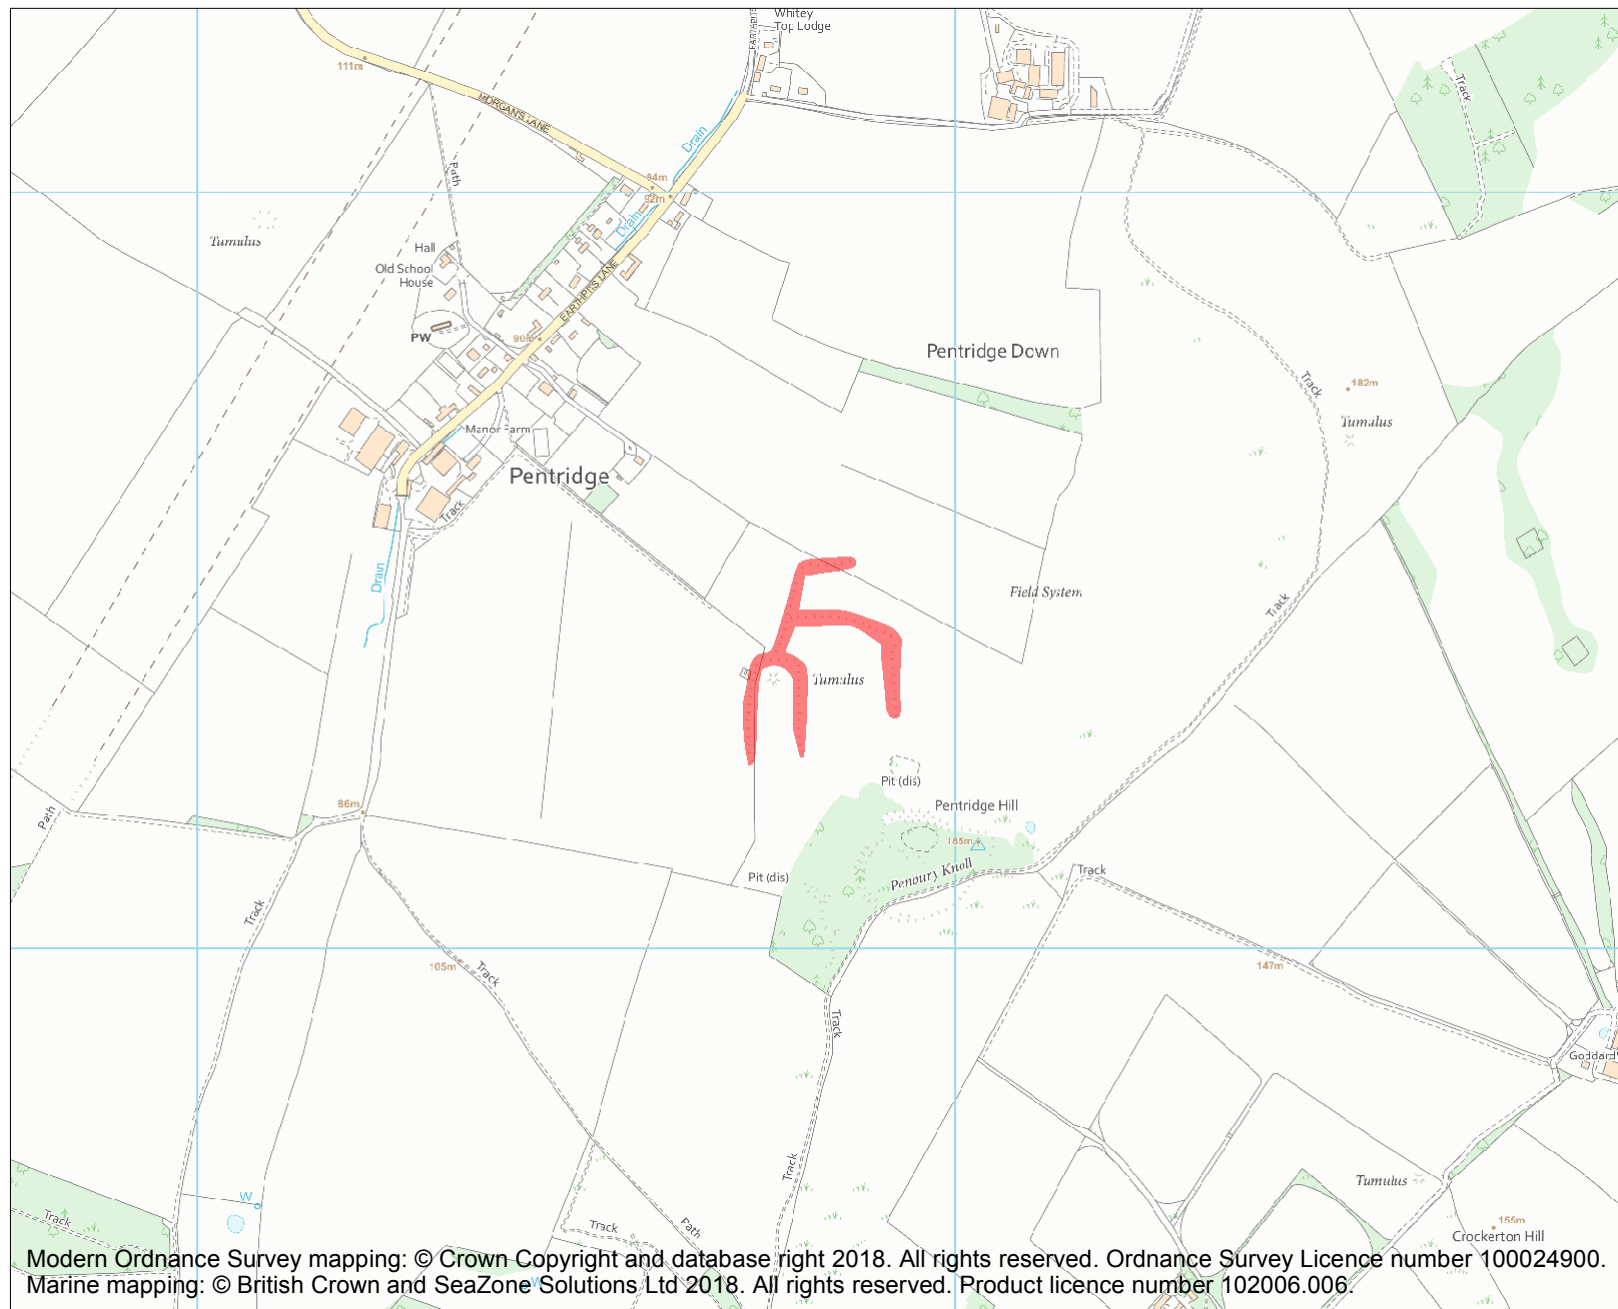 Whitey
Top Lodge
111m
MORGAN'S LANE
Drain
Track
Path
94m
92m
Drain
Tumulus
Hall
Old School
House
EARTHPITS LANE
PW
90m
Pentridge Down
Track
182m
Tumulus
Manor Farm
Pentridge
Track
Drain
Field System
Track
Tumulus
Pit (dis)
Path
86m
Pentridge Hill
185m
Penbury Knoll
Pit (dis)
Track
Track
105m
Track
147m
Track
Goddard
Track
Tumulus
W
Track
Track
Path
155m
Crockerton Hill
W
Modern Ordnance Survey mapping: © Crown Copyright and database right 2018. All rights reserved. Ordnance Survey Licence number 100024900.
Marine mapping: © British Crown and SeaZone Solutions Ltd 2018. All rights reserved. Product licence number 102006.006.